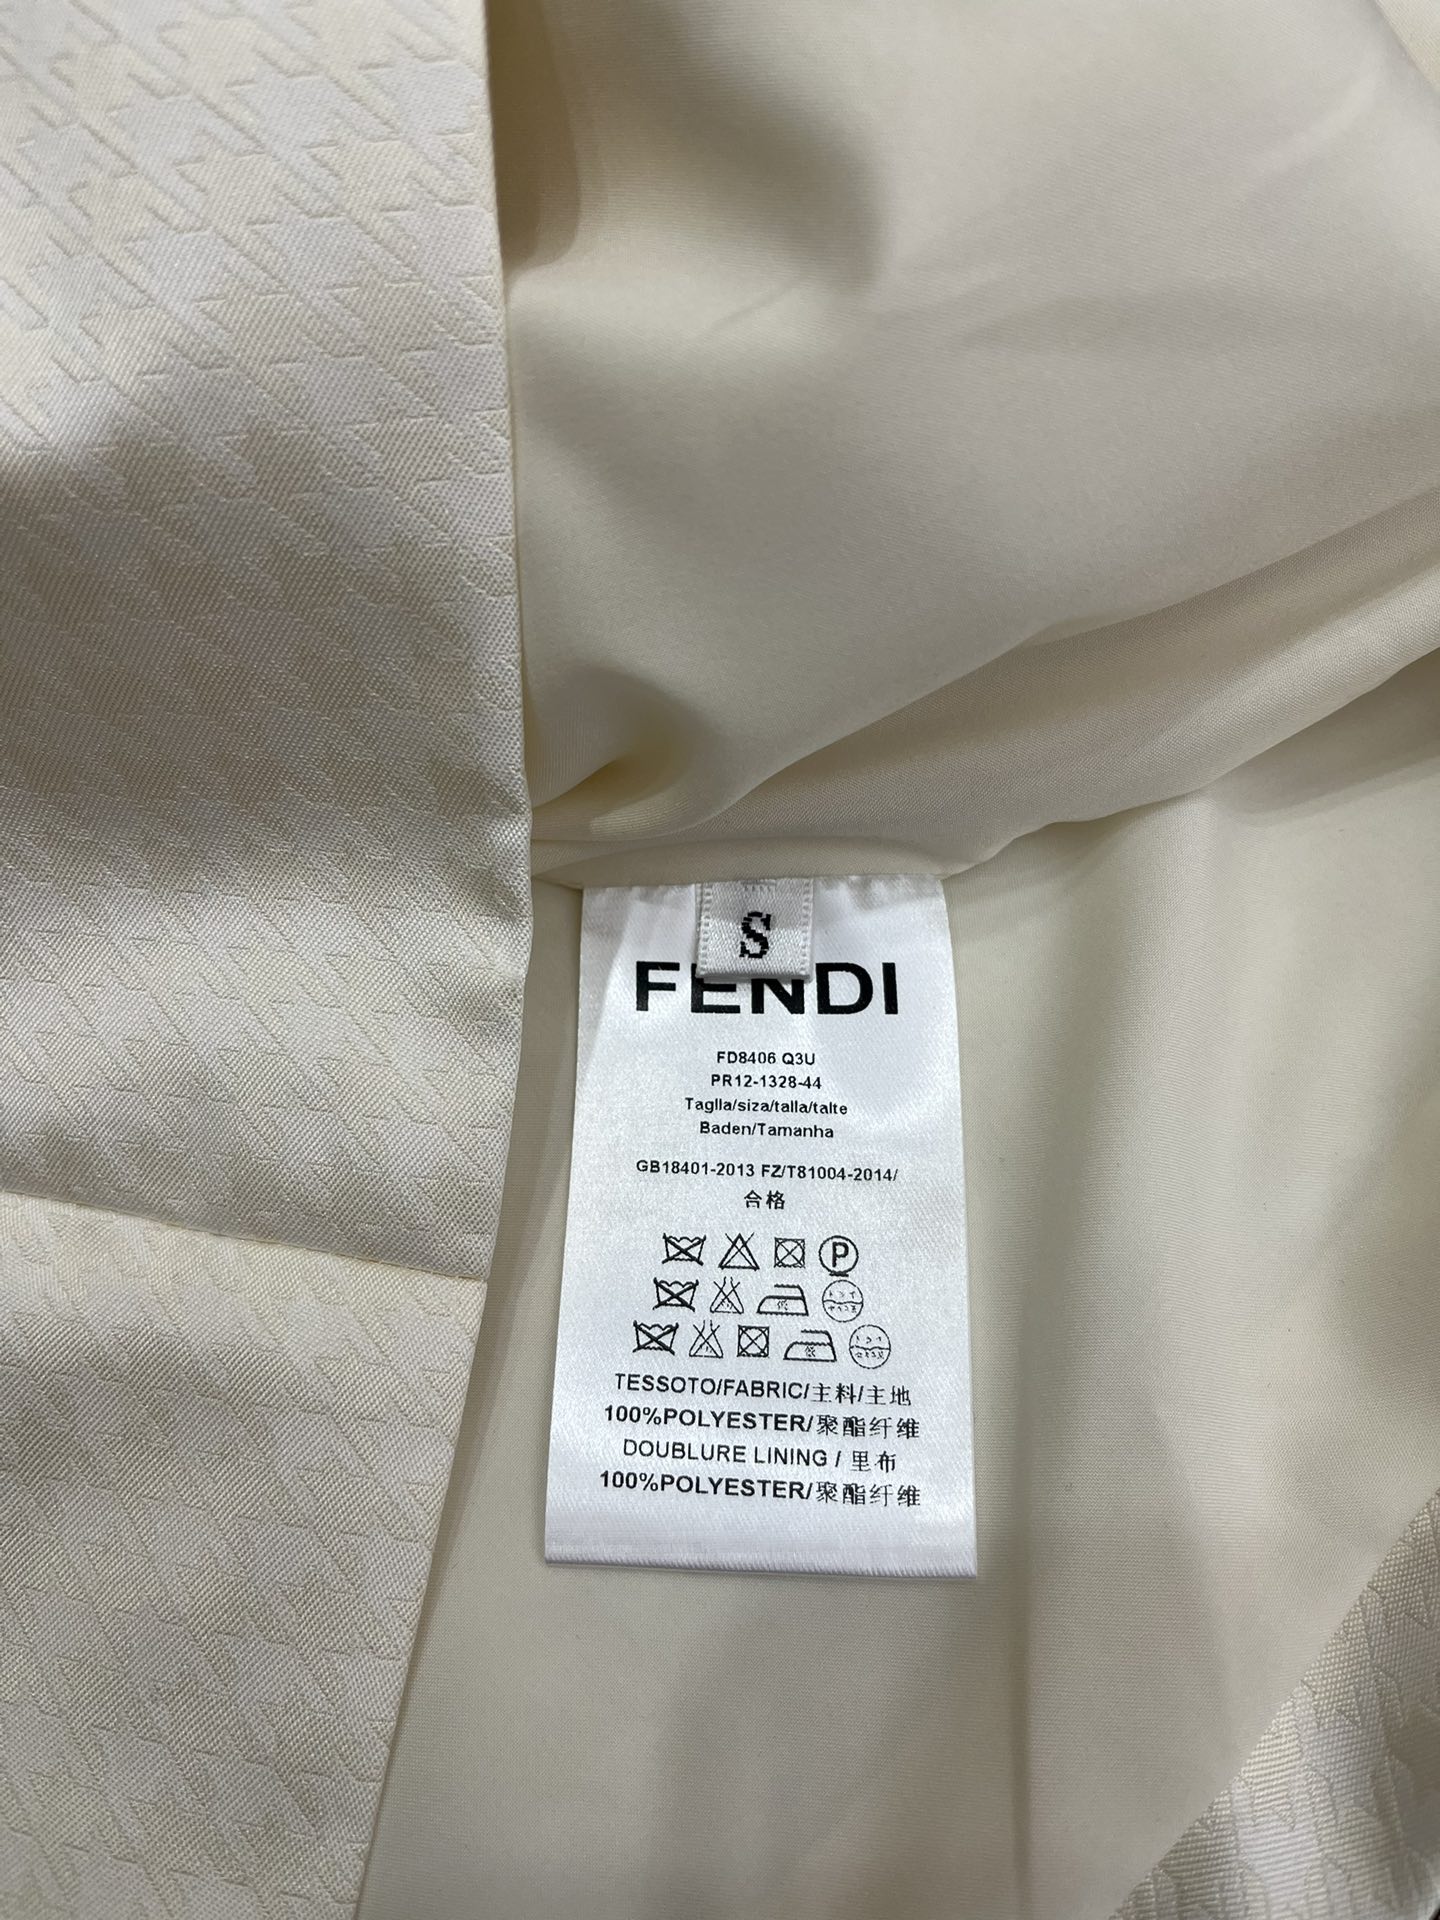 S
FENDI
FD8406 Q3U
PR12-1328-44
Taglla/siza/talla/talte
Baden/Tamanha
GB18401-2013 FZ/T81004-2014/
合格
P
低
低
TESSOTO/FABRIC/主料/主地
100%POLYESTER/聚酯纤维
DOUBLURE LINING / 里布
100%POLYESTER/聚酯纤维